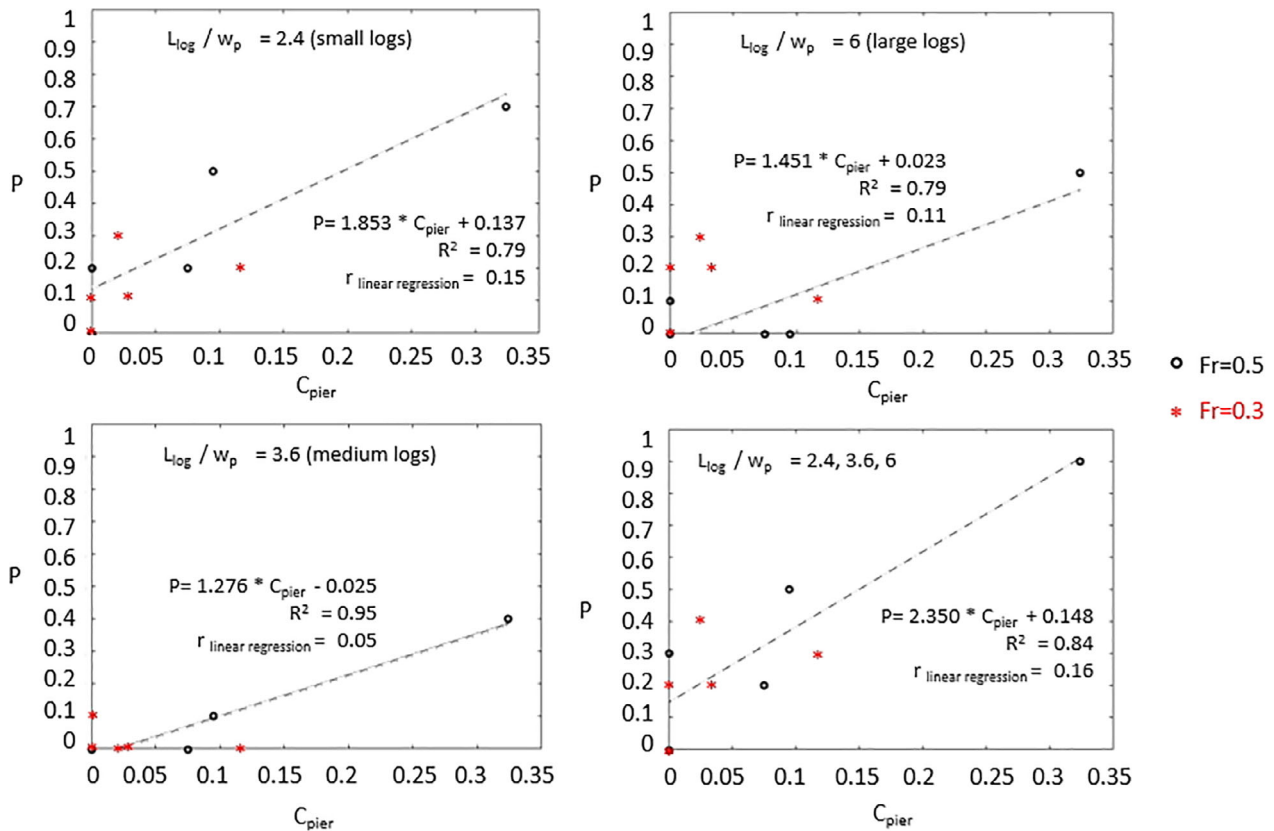 L_log / w_p = 2.4 (small logs)
1
0.9
0.8
0.7
0.6
0.5
0.4
0.3
0.2
0.1
0
P
P= 1.853 * C_pier + 0.137
R² = 0.79
r linear regression = 0.15
0 0.05 0.1 0.15 0.2 0.25 0.3 0.35
C_pier
L_log / w_p = 6 (large logs)
1
0.9
0.8
0.7
0.6
0.5
0.4
0.3
0.2
0.1
0
P
P= 1.451 * C_pier + 0.023
R² = 0.79
r linear regression = 0.11
0 0.05 0.1 0.15 0.2 0.25 0.3 0.35
C_pier
Fr=0.5
Fr=0.3
L_log / w_p = 3.6 (medium logs)
1
0.9
0.8
0.7
0.6
0.5
0.4
0.3
0.2
0.1
0
P
P= 1.276 * C_pier - 0.025
R² = 0.95
r linear regression = 0.05
0 0.05 0.1 0.15 0.2 0.25 0.3 0.35
C_pier
L_log / w_p = 2.4, 3.6, 6
1
0.9
0.8
0.7
0.6
0.5
0.4
0.3
0.2
0.1
0
P
P= 2.350 * C_pier + 0.148
R² = 0.84
r linear regression = 0.16
0 0.05 0.1 0.15 0.2 0.25 0.3 0.35
C_pier